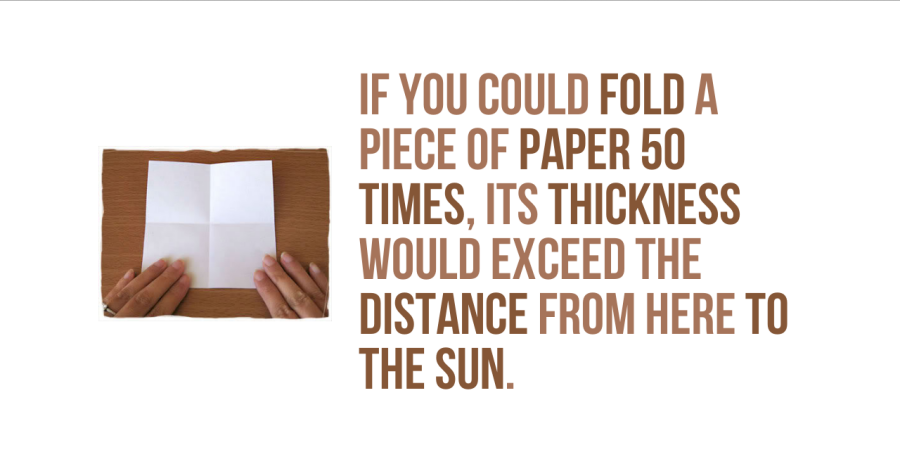 IF YOU COULD FOLD A
PIECE OF PAPER 50
TIMES, ITS THICKNESS
WOULD EXCEED THE
DISTANCE FROM HERE TO
THE SUN.